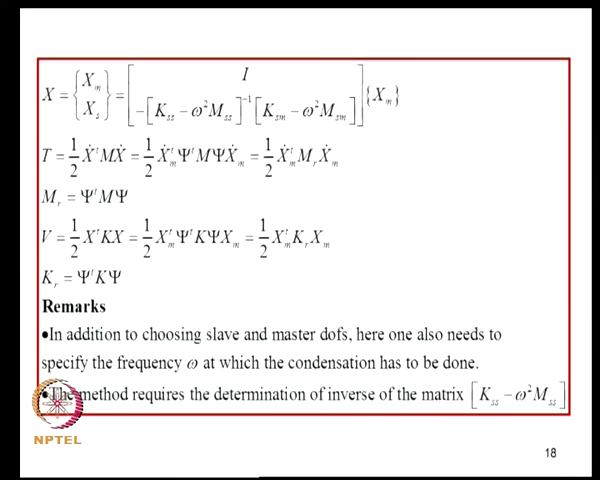 X = { X_m X_s } = [ I -[K_ss - ω²M_ss]⁻¹ [K_sm - ω²M_sm] ] {X_m}
T = 1/2 Ẋᵗ M Ẋ = 1/2 Ẋ_mᵗ Ψᵗ M Ψ Ẋ_m = 1/2 Ẋ_mᵗ M_r Ẋ_m
M_r = Ψᵗ M Ψ
V = 1/2 Xᵗ K X = 1/2 X_mᵗ Ψᵗ K Ψ X_m = 1/2 X_mᵗ K_r X_m
K_r = Ψᵗ K Ψ
Remarks
•In addition to choosing slave and master dofs, here one also needs to
specify the frequency ω at which the condensation has to be done.
•The method requires the determination of inverse of the matrix [K_ss - ω²M_ss]
NPTEL
18